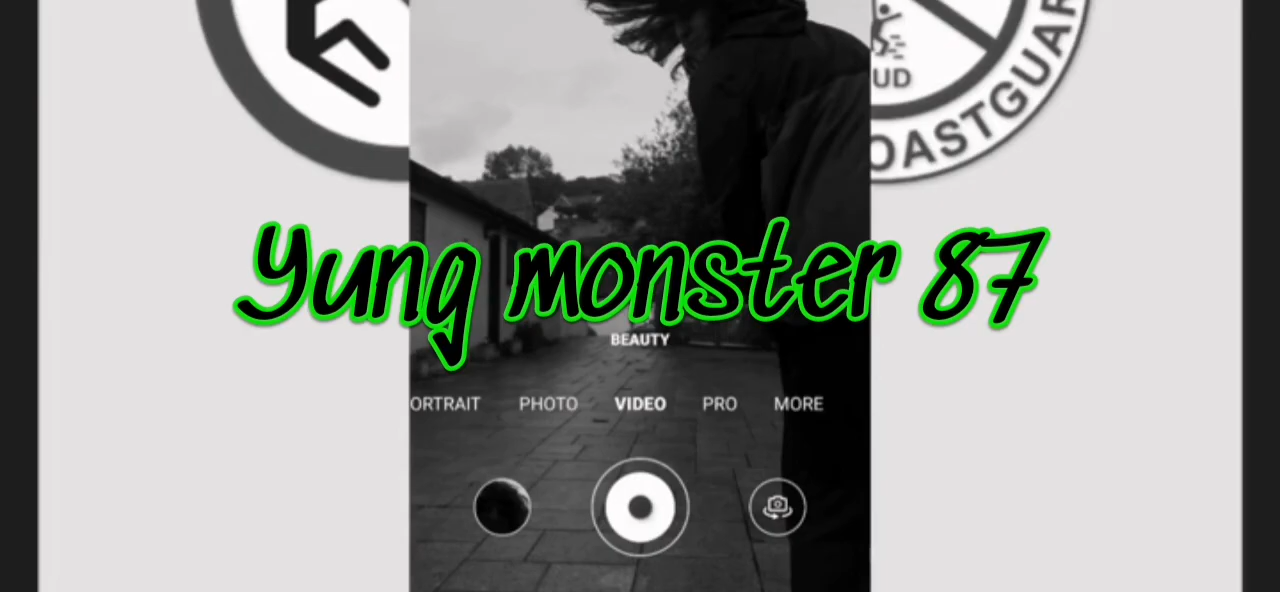 UD
OASTGUAR
Yung monster 87
BEAUTY
ORTRAIT PHOTO VIDEO PRO MORE